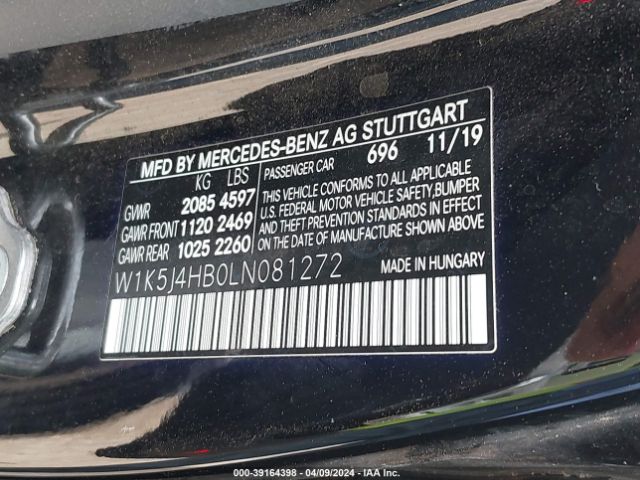 MFD BY MERCEDES-BENZ AG STUTTGART
KG LBS
PASSENGER CAR 696 11/19
GVWR 2085 4597
GAWR FRONT 1120 2469
GAWR REAR 1025 2260
THIS VEHICLE CONFORMS TO ALL APPLICABLE
U.S. FEDERAL MOTOR VEHICLE SAFETY, BUMPER
AND THEFT PREVENTION STANDARDS IN EFFECT
ON THE DATE OF MANUFACTURE SHOWN ABOVE.
W1K5J4HB0LN081272
MADE IN HUNGARY
000-39164398 - 04/09/2024 - IAA Inc.